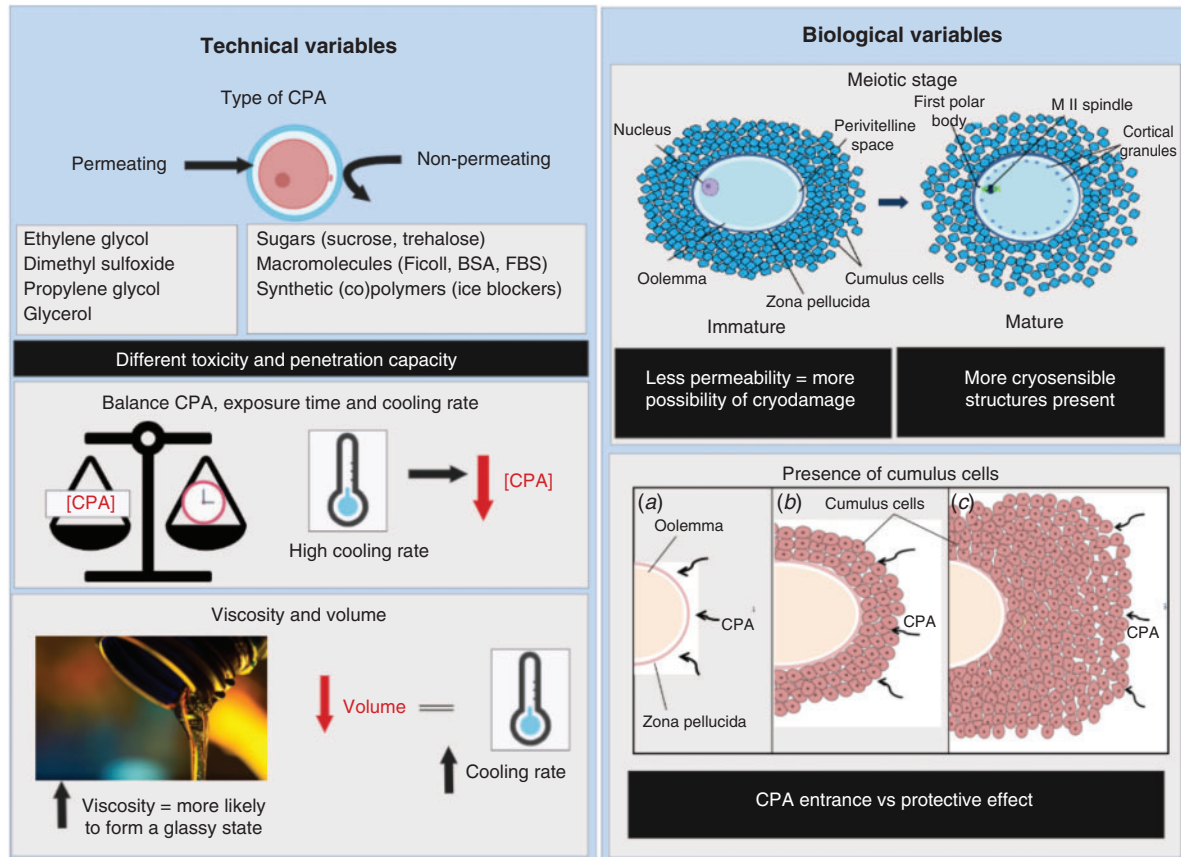 Technical variables
Type of CPA
Permeating
Non-permeating
Ethylene glycol
Dimethyl sulfoxide
Propylene glycol
Glycerol
Sugars (sucrose, trehalose)
Macromolecules (Ficoll, BSA, FBS)
Synthetic (co)polymers (ice blockers)
Different toxicity and penetration capacity
Balance CPA, exposure time and cooling rate
[CPA]
[CPA]
High cooling rate
Viscosity and volume
Volume
Cooling rate
Viscosity = more likely
to form a glassy state
Biological variables
Meiotic stage
Nucleus
Perivitelline
space
Oolemma
Zona pellucida
Cumulus cells
Immature
First polar
body
M II spindle
Cortical
granules
Mature
Less permeability = more
possibility of cryodamage
More cryosensible
structures present
Presence of cumulus cells
(a)
Oolemma
CPA
Zona pellucida
(b)
Cumulus cells
CPA
(c)
CPA
CPA entrance vs protective effect